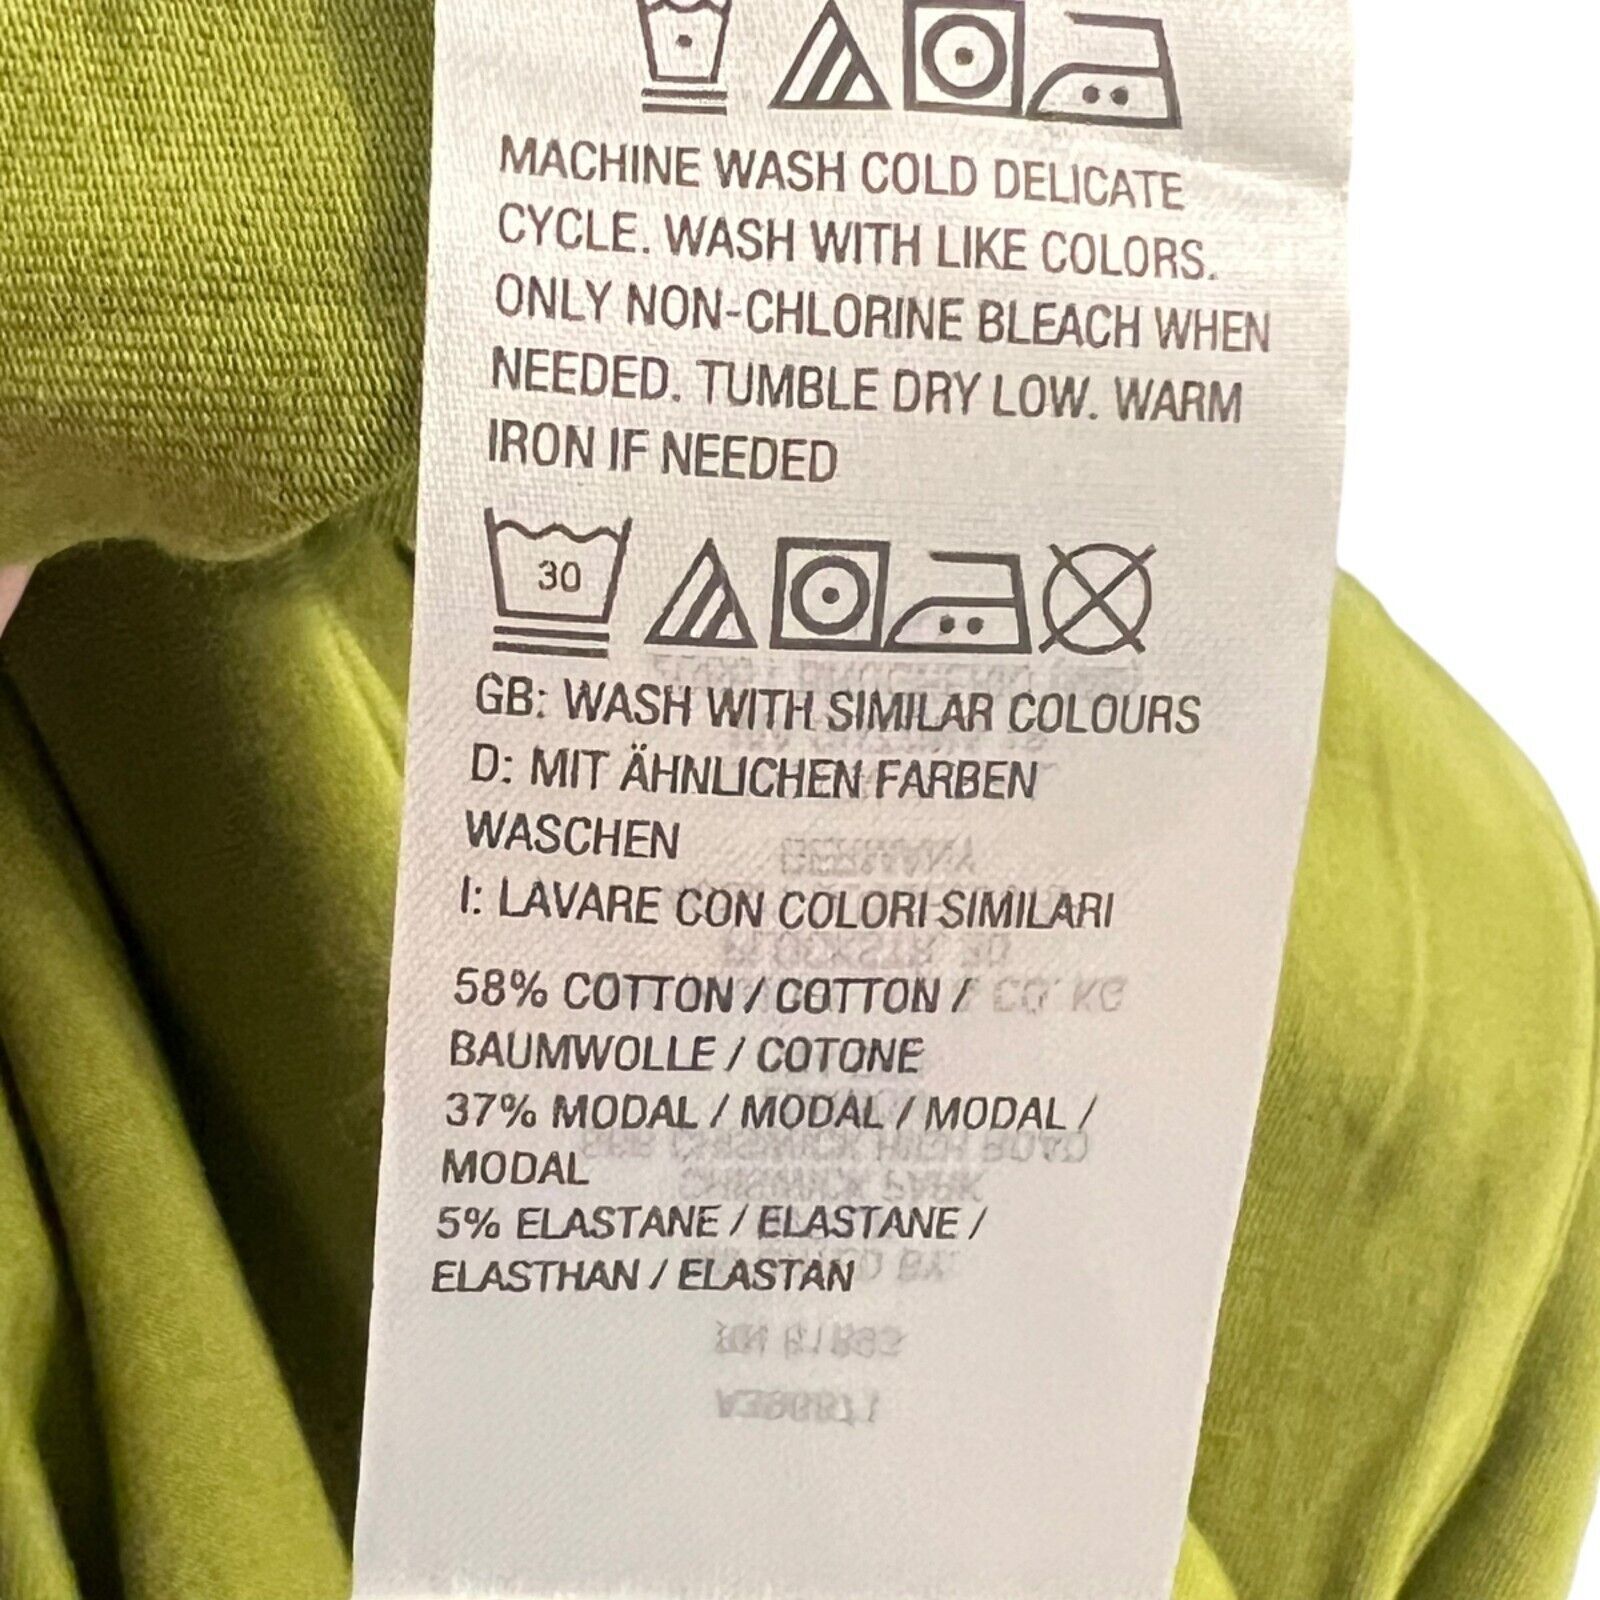 MACHINE WASH COLD DELICATE
CYCLE. WASH WITH LIKE COLORS.
ONLY NON-CHLORINE BLEACH WHEN
NEEDED. TUMBLE DRY LOW. WARM
IRON IF NEEDED
30
GB: WASH WITH SIMILAR COLOURS
D: MIT ÄHNLICHEN FARBEN
WASCHEN
I: LAVARE CON COLORI SIMILARI
58% COTTON / COTTON /
BAUMWOLLE / COTONE
37% MODAL / MODAL / MODAL /
MODAL
5% ELASTANE / ELASTANE /
ELASTHAN / ELASTAN